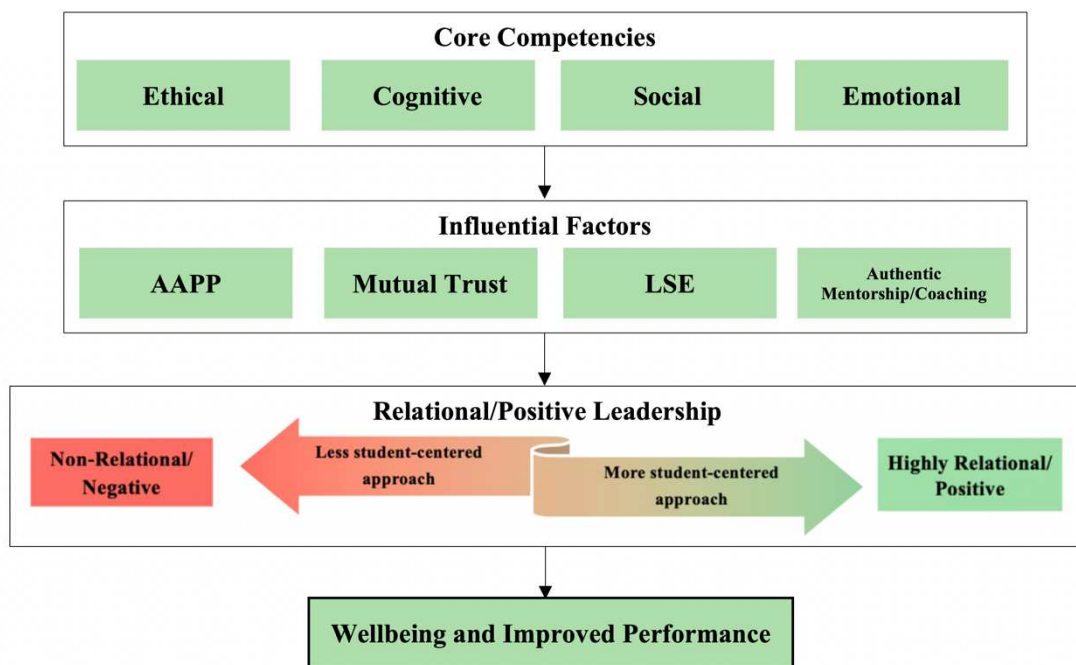 Core Competencies
Ethical
Cognitive
Social
Emotional
Influential Factors
AAPP
Mutual Trust
LSE
Authentic
Mentorship/Coaching
Relational/Positive Leadership
Non-Relational/
Negative
Less student-centered
approach
More student-centered
approach
Highly Relational/
Positive
Wellbeing and Improved Performance